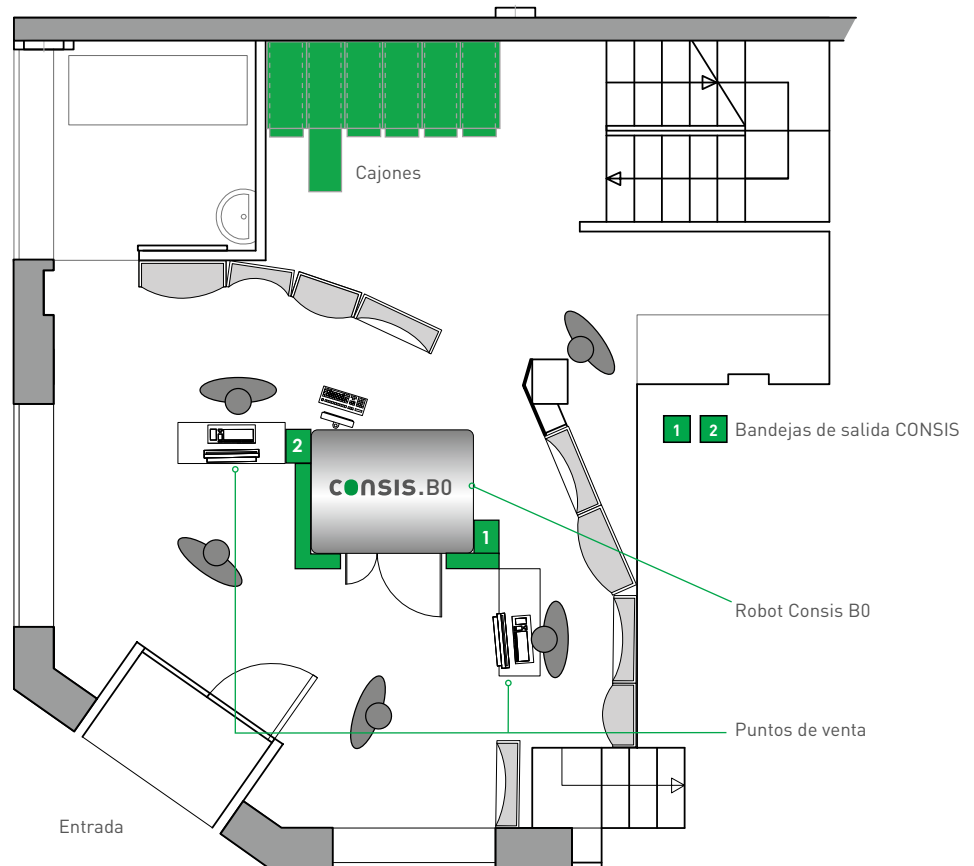 Cajones
1 2 Bandejas de salida CONSIS
2
CONSIS.B0
1
Robot Consis B0
Puntos de venta
Entrada